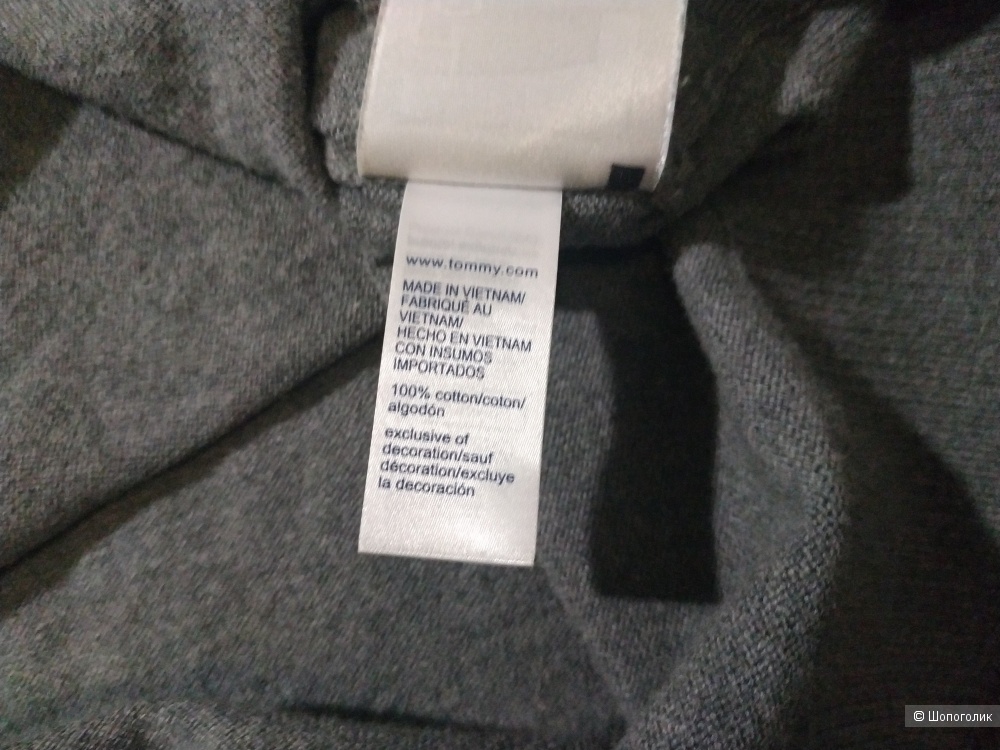 www.tommy.com
MADE IN VIETNAM/
FABRIQUÉ AU
VIETNAM/
HECHO EN VIETNAM
CON INSUMOS
IMPORTADOS
100% cotton/coton/
algodón
exclusive of
decoration/sauf
décoration/excluye
la decoración
© Шопоголик